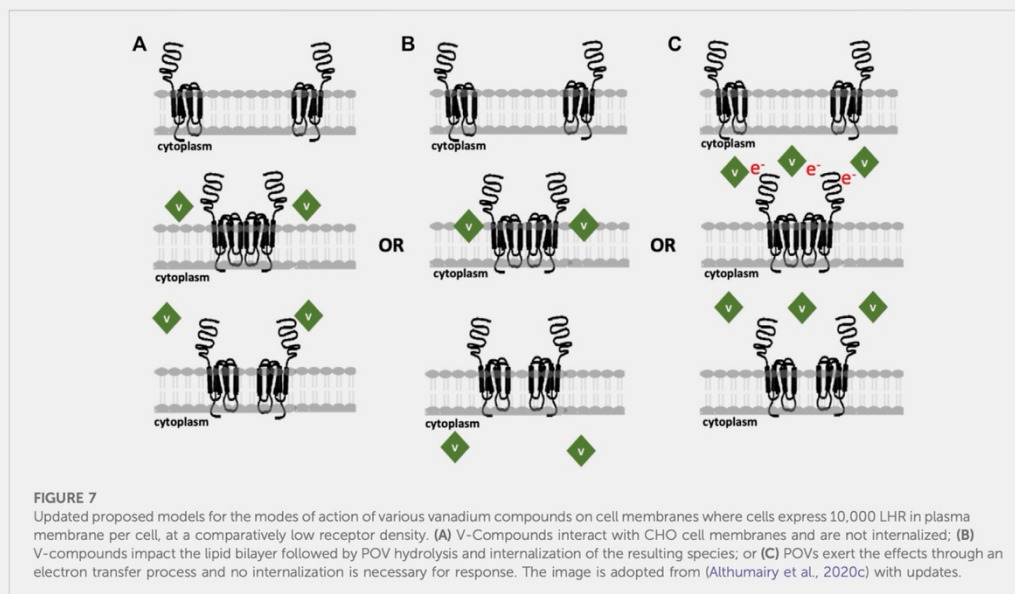 A B C
cytoplasm cytoplasm cytoplasm
V V V e- V e- V e- V
V V
OR OR
cytoplasm cytoplasm cytoplasm
V V V V V
cytoplasm cytoplasm cytoplasm
V V
FIGURE 7
Updated proposed models for the modes of action of various vanadium compounds on cell membranes where cells express 10,000 LHR in plasma
membrane per cell, at a comparatively low receptor density. (A) V-Compounds interact with CHO cell membranes and are not internalized; (B)
V-compounds impact the lipid bilayer followed by POV hydrolysis and internalization of the resulting species; or (C) POVs exert the effects through an
electron transfer process and no internalization is necessary for response. The image is adopted from (Althumairy et al., 2020c) with updates.